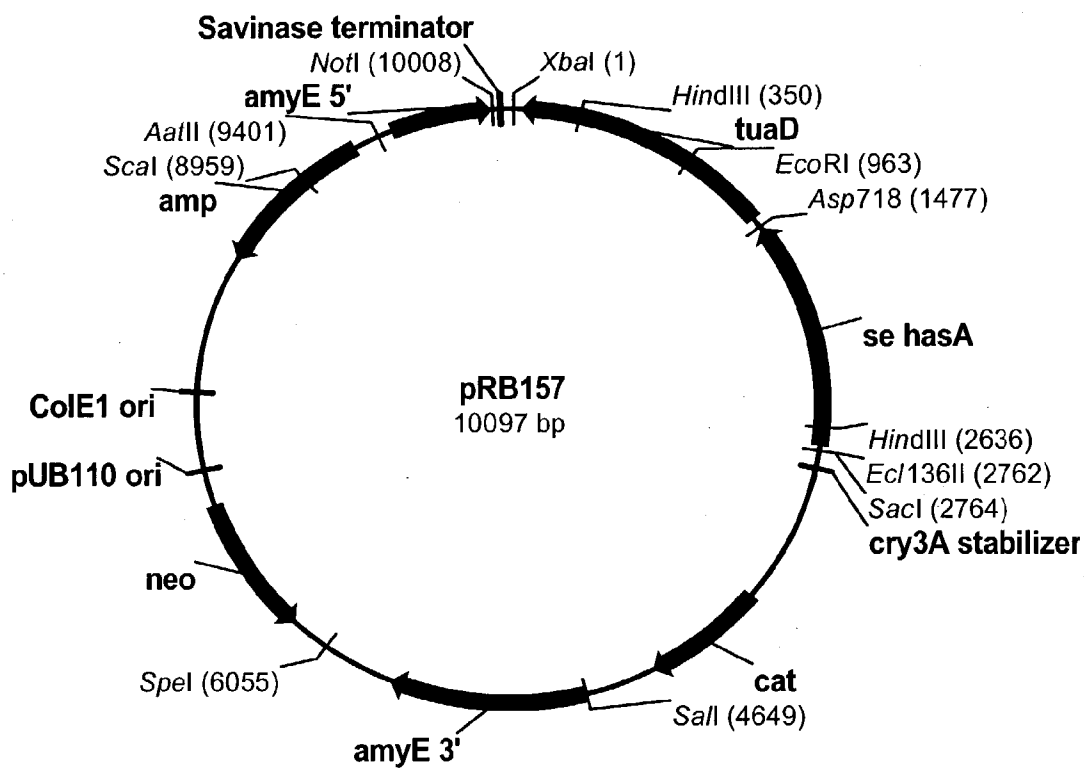 Savinase terminator
NotI (10008)
XbaI (1)
amyE 5'
HindIII (350)
AatII (9401)
tuaD
ScaI (8959)
EcoRI (963)
amp
Asp718 (1477)
se hasA
pRB157
10097 bp
ColE1 ori
HindIII (2636)
pUB110 ori
Ecl136II (2762)
SacI (2764)
cry3A stabilizer
neo
SpeI (6055)
cat
SalI (4649)
amyE 3'